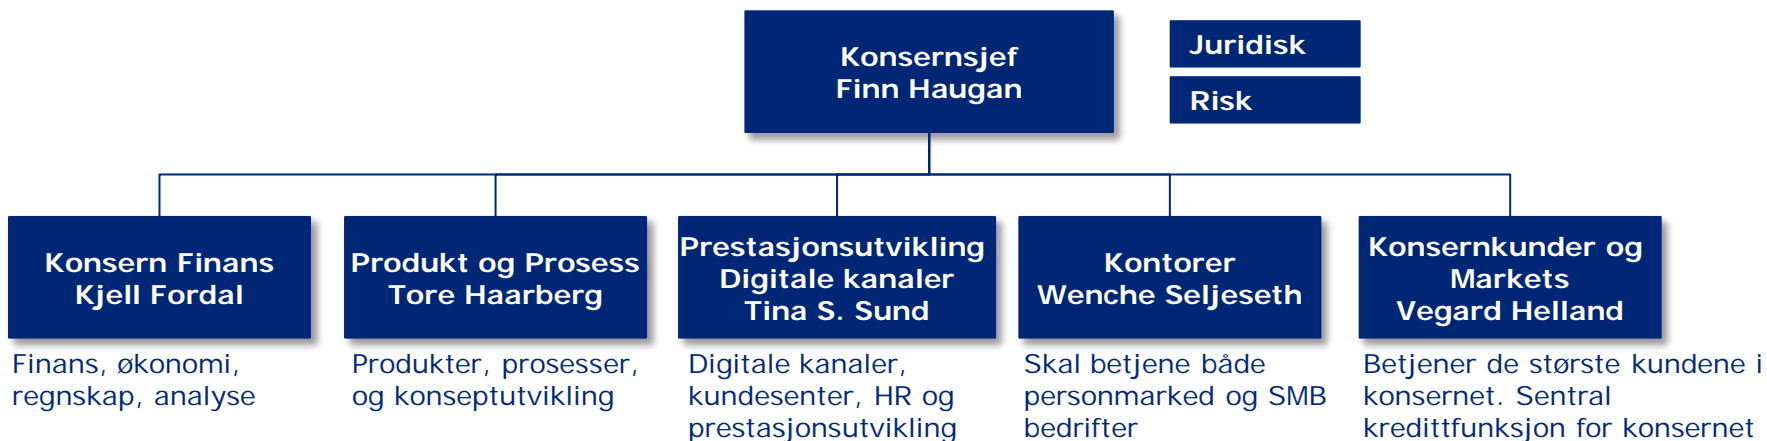 Konsernsjef
Finn Haugan
Juridisk
Risk
Konsern Finans
Kjell Fordal
Finans, økonomi,
regnskap, analyse
Produkt og Prosess
Tore Haarberg
Produkter, prosesser,
og konseptutvikling
Prestasjonsutvikling
Digitale kanaler
Tina S. Sund
Digitale kanaler,
kundesenter, HR og
prestasjonsutvikling
Kontorer
Wenche Seljeseth
Skal betjene både
personmarked og SMB
bedrifter
Konsernkunder og
Markets
Vegard Helland
Betjener de største kundene i
konsernet. Sentral
kredittfunksjon for konsernet